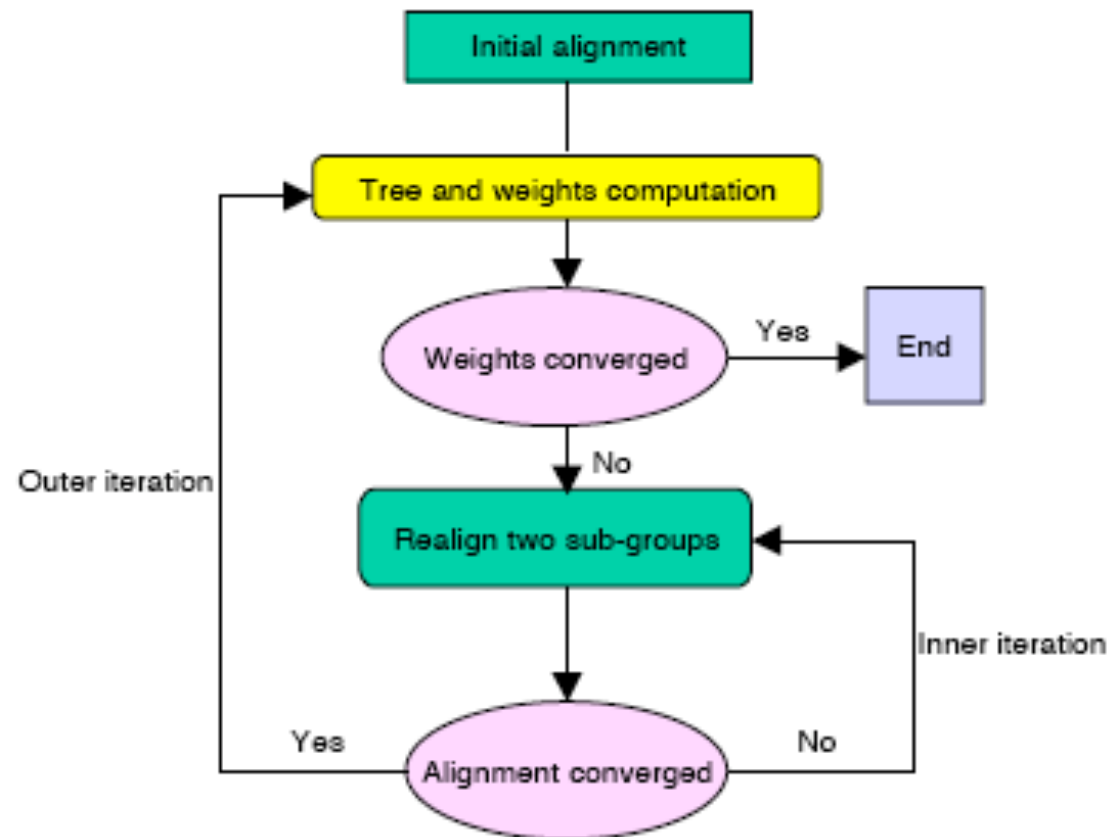 Initial alignment
Tree and weights computation
Weights converged
Yes
End
No
Outer iteration
Realign two sub-groups
Inner iteration
Yes
No
Alignment converged